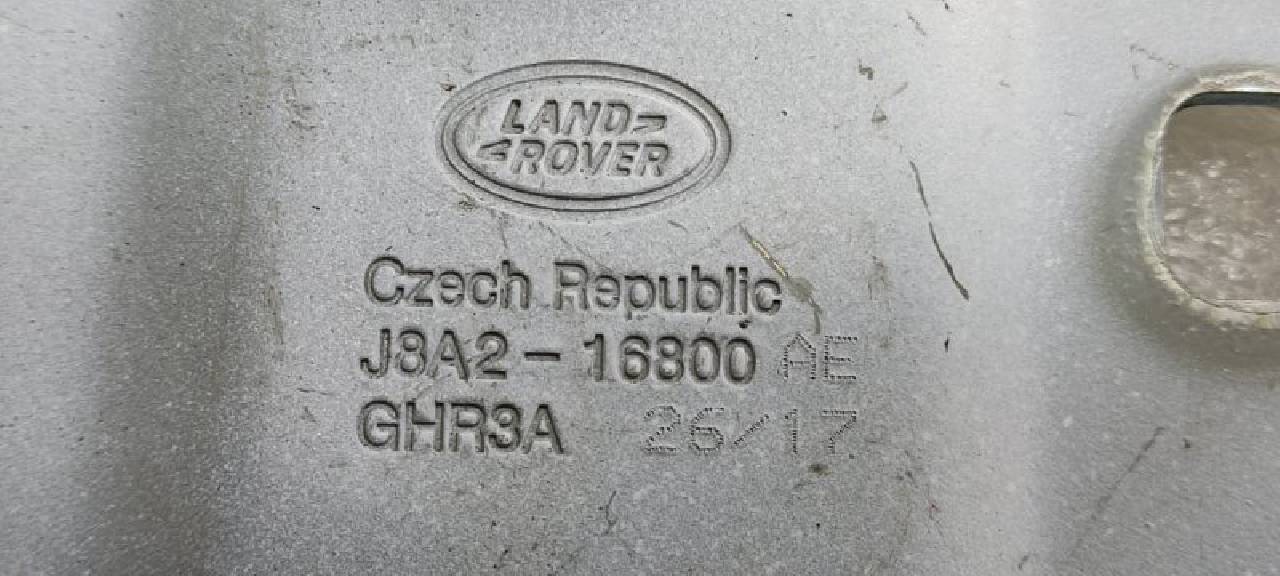 LAND
ROVER
Czech Republic
J8A2-16800 AE
GHR3A 26/17